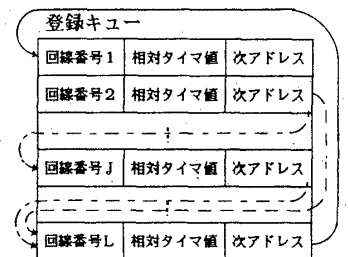 登録キュー
回線番号1 相対タイマ値 次アドレス
回線番号2 相対タイマ値 次アドレス
回線番号J 相対タイマ値 次アドレス
回線番号L 相対タイマ値 次アドレス